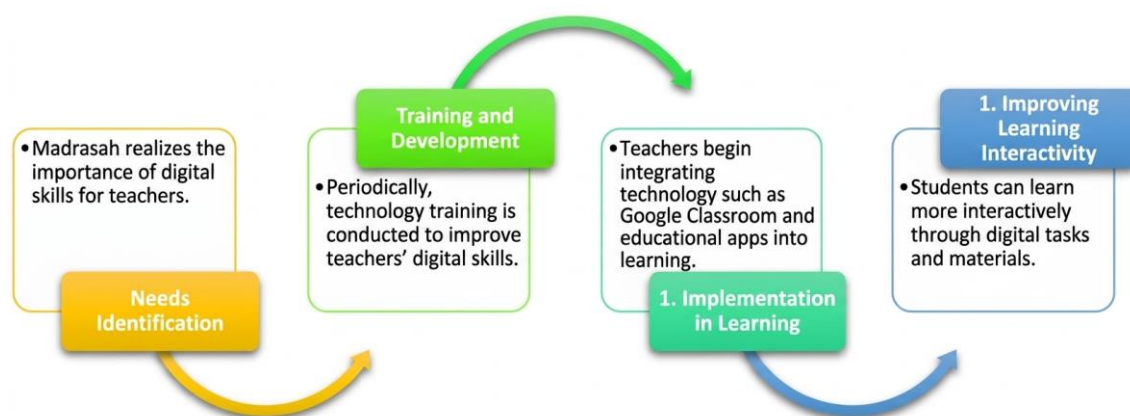 •Madrasah realizes the
importance of digital
skills for teachers.
Needs
Identification
Training and
Development
•Periodically,
technology training is
conducted to improve
teachers’ digital skills.
•Teachers begin
integrating
technology such as
Google Classroom and
educational apps into
learning.
1. Implementation
in Learning
1. Improving
Learning
Interactivity
•Students can learn
more interactively
through digital tasks
and materials.